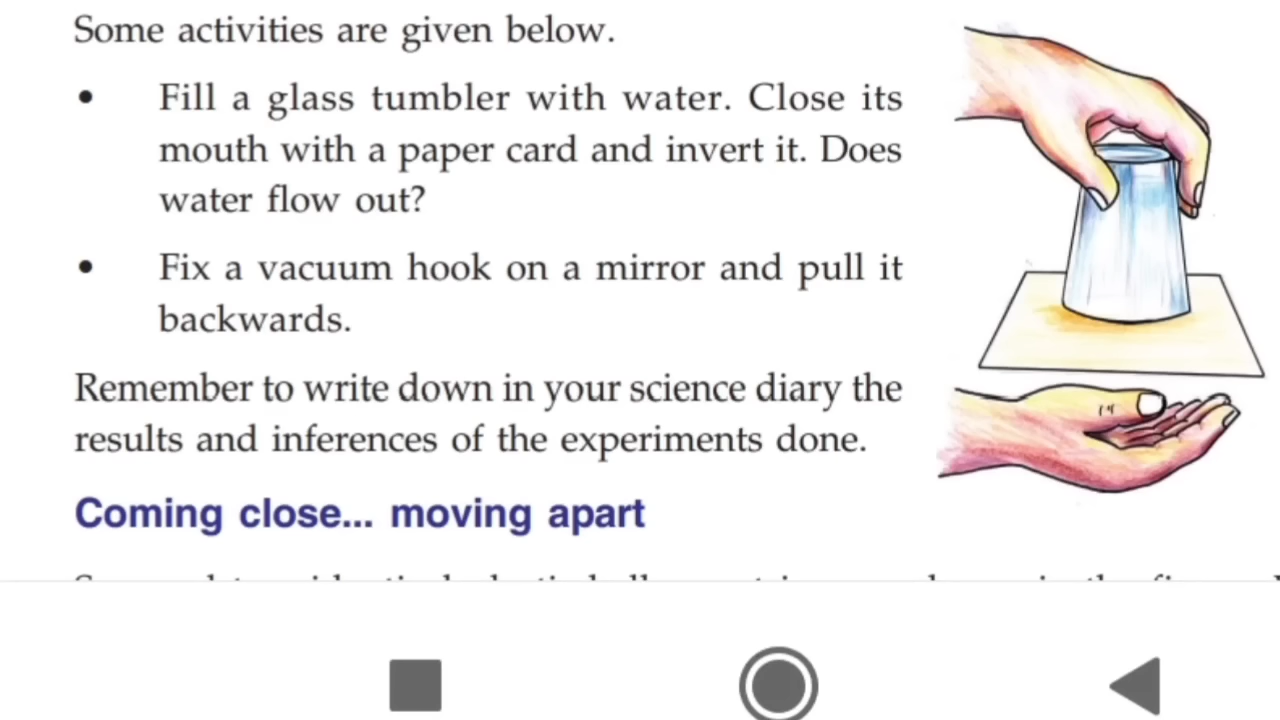 Some activities are given below.
• Fill a glass tumbler with water. Close its
mouth with a paper card and invert it. Does
water flow out?
• Fix a vacuum hook on a mirror and pull it
backwards.
Remember to write down in your science diary the
results and inferences of the experiments done.
Coming close... moving apart